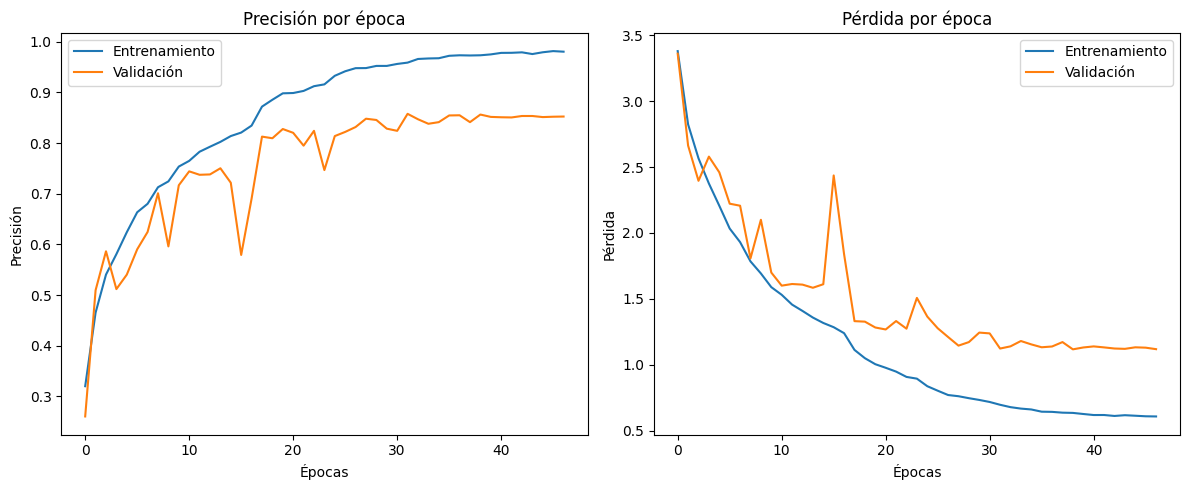 Precisión por época
Entrenamiento
Validación
1.0
0.9
0.8
0.7
0.6
0.5
0.4
0.3
Precisión
0
10
20
30
40
Épocas
Pérdida por época
Entrenamiento
Validación
3.5
3.0
2.5
2.0
1.5
1.0
0.5
Pérdida
0
10
20
30
40
Épocas